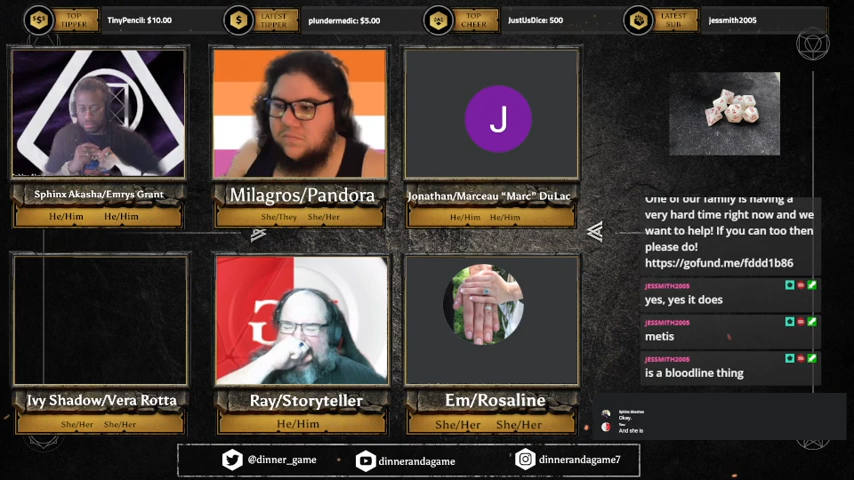 TOP TIPPER
TinyPencil: $10.00
LATEST TIPPER
plundermedic: $5.00
TOP CHEER
JustUsDice: 500
LATEST SUB
jessmith2005
Sphinx Akasha/Emrys Grant
He/Him He/Him
Milagros/Pandora
She/They She/Her
J
Jonathan/Marceau "Marc" DuLac
He/Him He/Him
Ivy Shadow/Vera Rotta
She/Her She/Her
Ray/Storyteller
He/Him
Em/Rosaline
She/Her She/Her
One of our family is having a
very hard time right now and we
want to help! If you can too then
please do!
https://gofund.me/fddd1b86
JESSMITH2005
yes, yes it does
JESSMITH2005
metis
JESSMITH2005
is a bloodline thing
Sphinx Akasha
Okay.
You
And she is
@dinner_game
dinnerandagame
dinnerandagame7